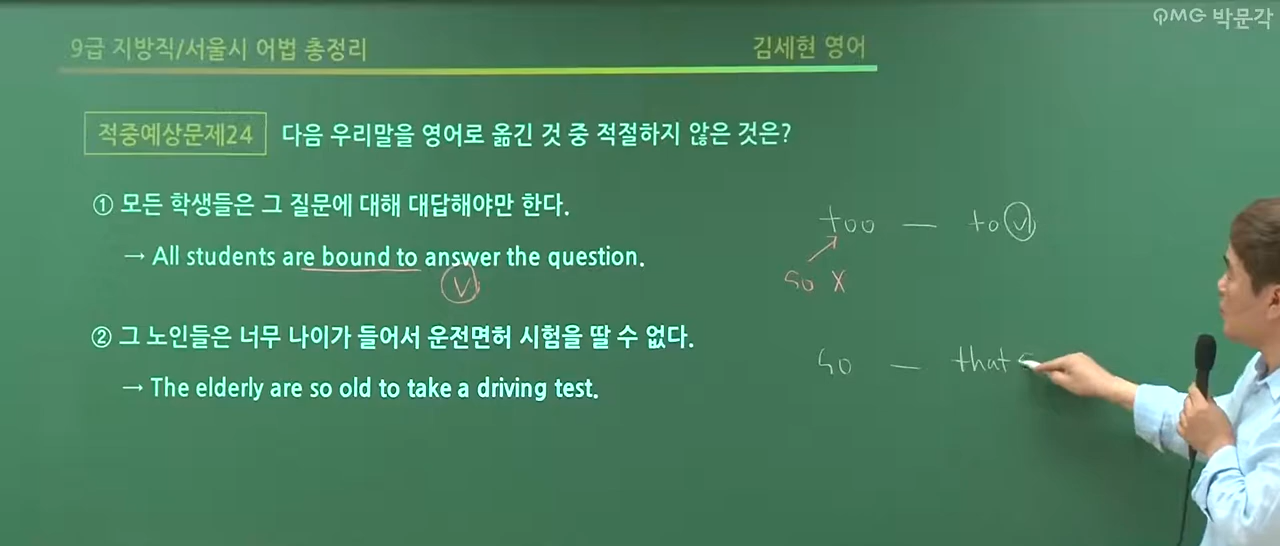 QMG 박문각
9급 지방직/서울시 어법 총정리
김세현 영어
적중예상문제24 다음 우리말을 영어로 옮긴 것 중 적절하지 않은 것은?
① 모든 학생들은 그 질문에 대해 대답해야만 한다.
→ All students are bound to answer the question.
V
② 그 노인들은 너무 나이가 들어서 운전면허 시험을 딸 수 없다.
→ The elderly are so old to take a driving test.
too — to V
so X
so — that s